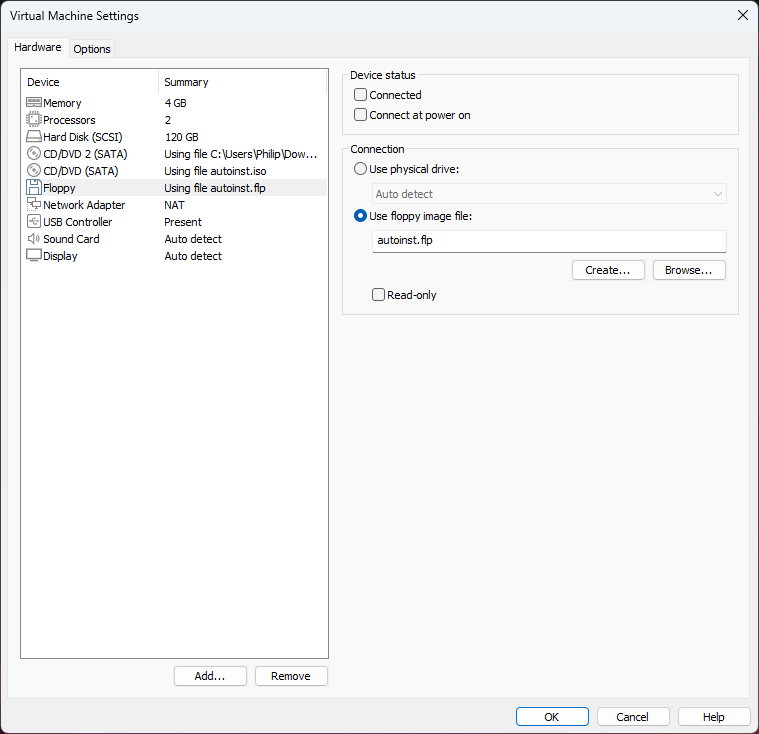 Virtual Machine Settings
Hardware
Options
Device Summary
Memory 4 GB
Processors 2
Hard Disk (SCSI) 120 GB
CD/DVD 2 (SATA) Using file C:\Users\Philip\Dow...
CD/DVD (SATA) Using file autoinst.iso
Floppy Using file autoinst.flp
Network Adapter NAT
USB Controller Present
Sound Card Auto detect
Display Auto detect
Add...
Remove
Device status
Connected
Connect at power on
Connection
Use physical drive:
Auto detect
Use floppy image file:
autoinst.flp
Create...
Browse...
Read-only
OK
Cancel
Help